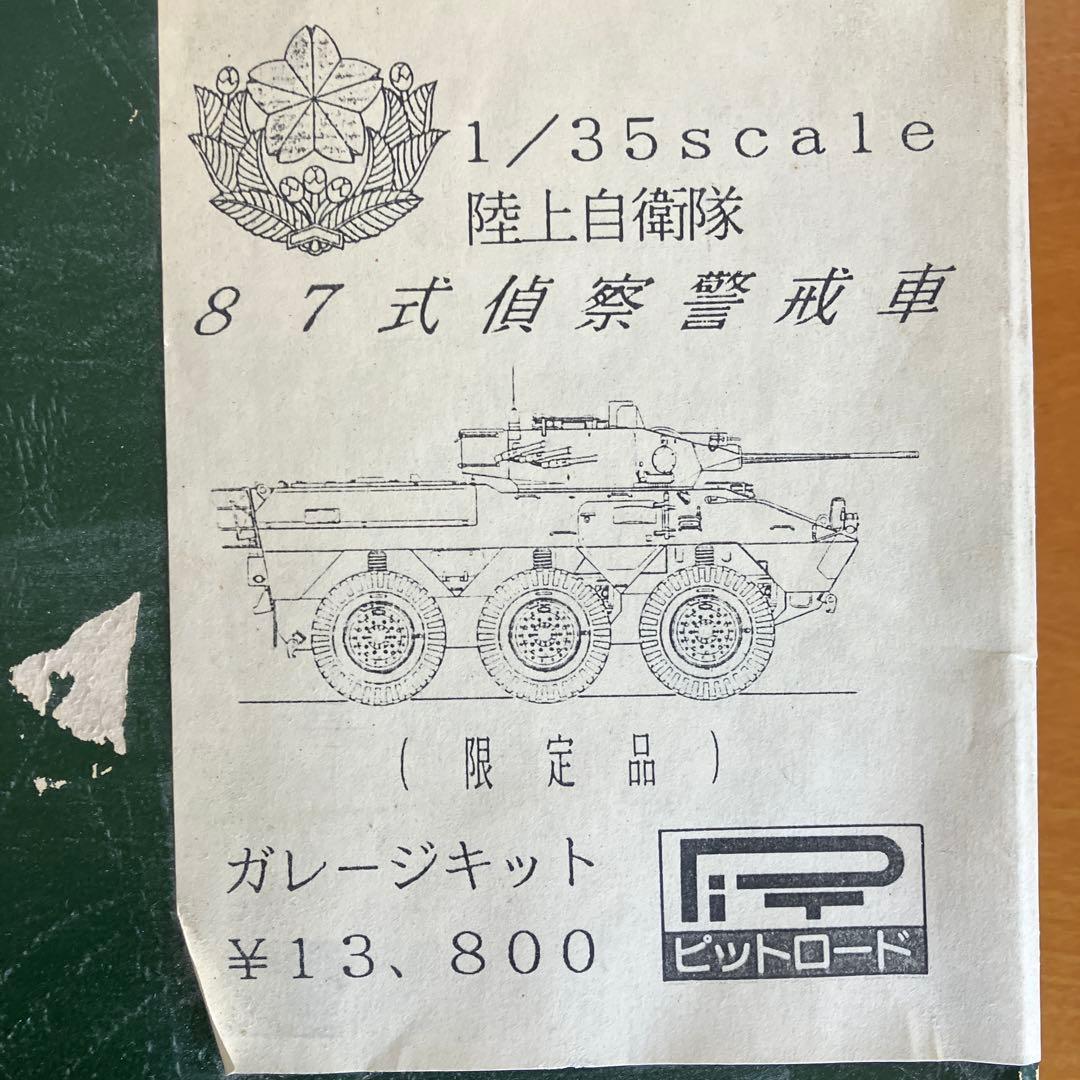 1/35scale
陸上自衛隊
87式偵察警戒車
(限定品)
ガレージキット
¥13、800
Pit
ピットロード